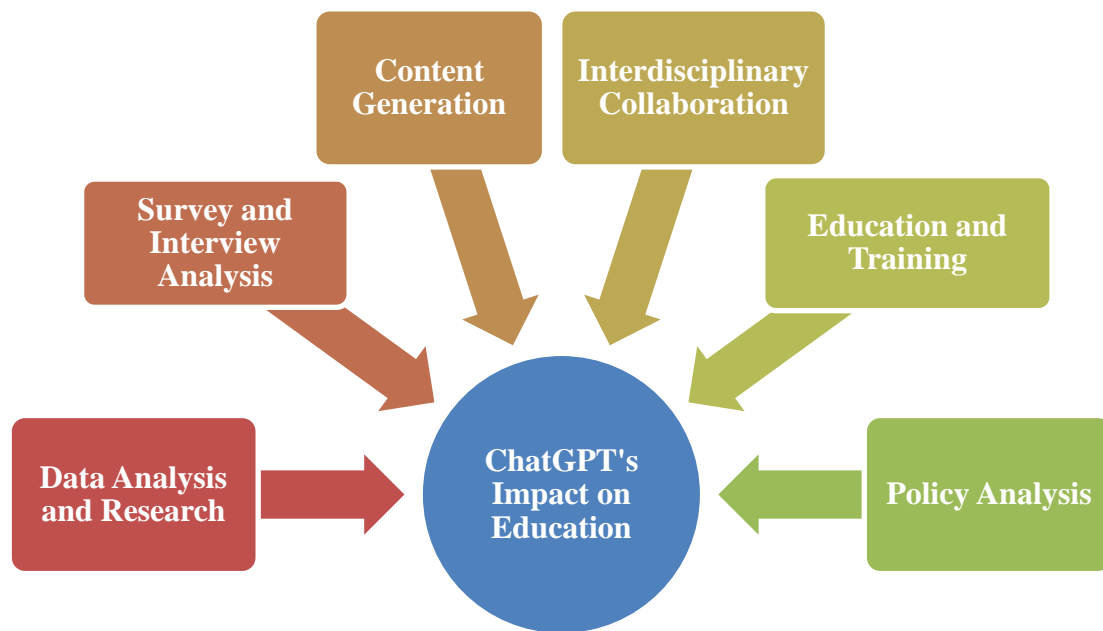 Content
Generation
Interdisciplinary
Collaboration
Survey and
Interview
Analysis
Education and
Training
Data Analysis
and Research
ChatGPT's
Impact on
Education
Policy Analysis